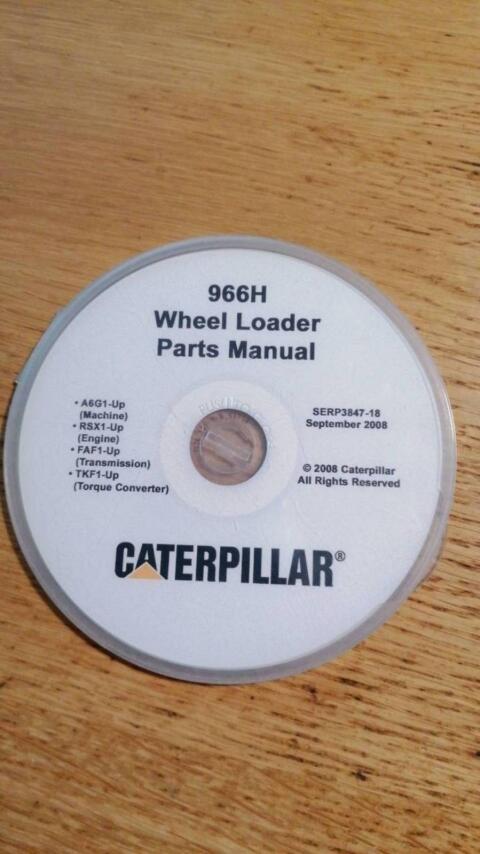 966H
Wheel Loader
Parts Manual
• A6G1-Up
(Machine)
• RSX1-Up
(Engine)
• FAF1-Up
(Transmission)
• TKF1-Up
(Torque Converter)
SERP3847-18
September 2008
© 2008 Caterpillar
All Rights Reserved
CATERPILLAR®